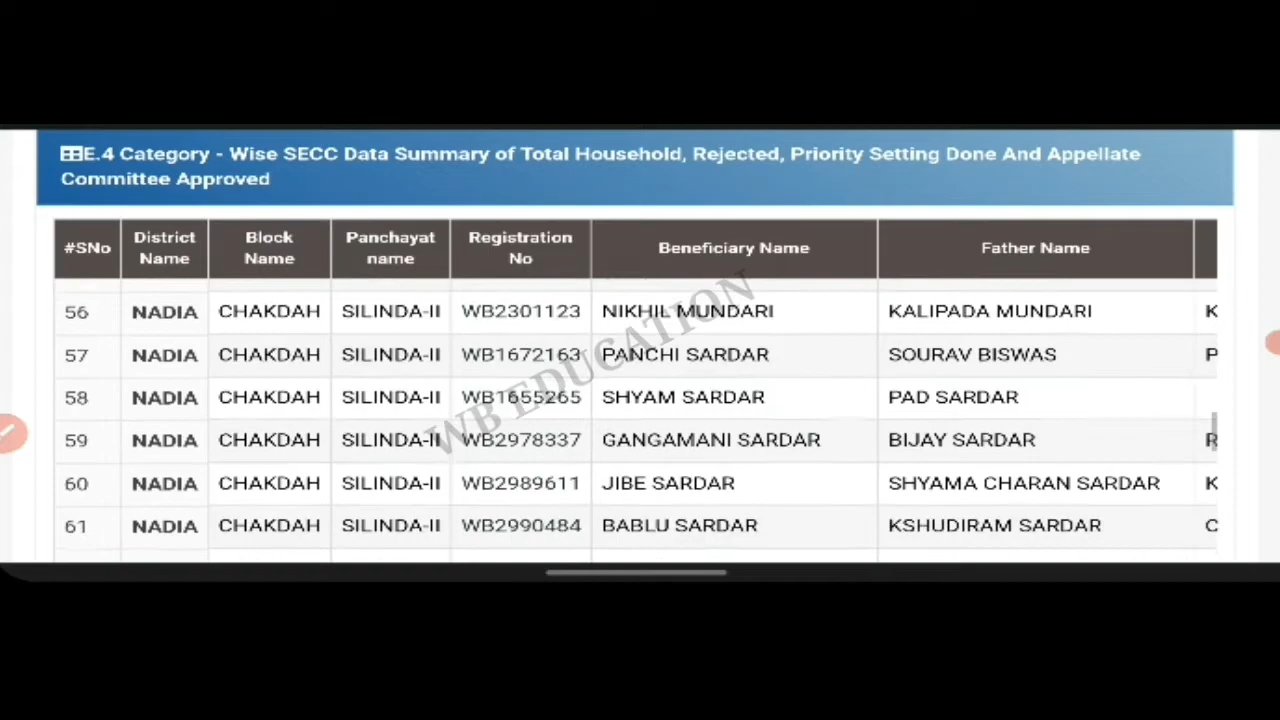 E.4 Category - Wise SECC Data Summary of Total Household, Rejected, Priority Setting Done And Appellate
Committee Approved
#SNo District Name Block Name Panchayat name Registration No Beneficiary Name Father Name
56 NADIA CHAKDAH SILINDA-II WB2301123 NIKHIL MUNDARI KALIPADA MUNDARI K
57 NADIA CHAKDAH SILINDA-II WB1672163 PANCHI SARDAR SOURAV BISWAS P
58 NADIA CHAKDAH SILINDA-II WB1655265 SHYAM SARDAR PAD SARDAR
59 NADIA CHAKDAH SILINDA-II WB2978337 GANGAMANI SARDAR BIJAY SARDAR R
60 NADIA CHAKDAH SILINDA-II WB2989611 JIBE SARDAR SHYAMA CHARAN SARDAR K
61 NADIA CHAKDAH SILINDA-II WB2990484 BABLU SARDAR KSHUDIRAM SARDAR C
WB EDUCATION